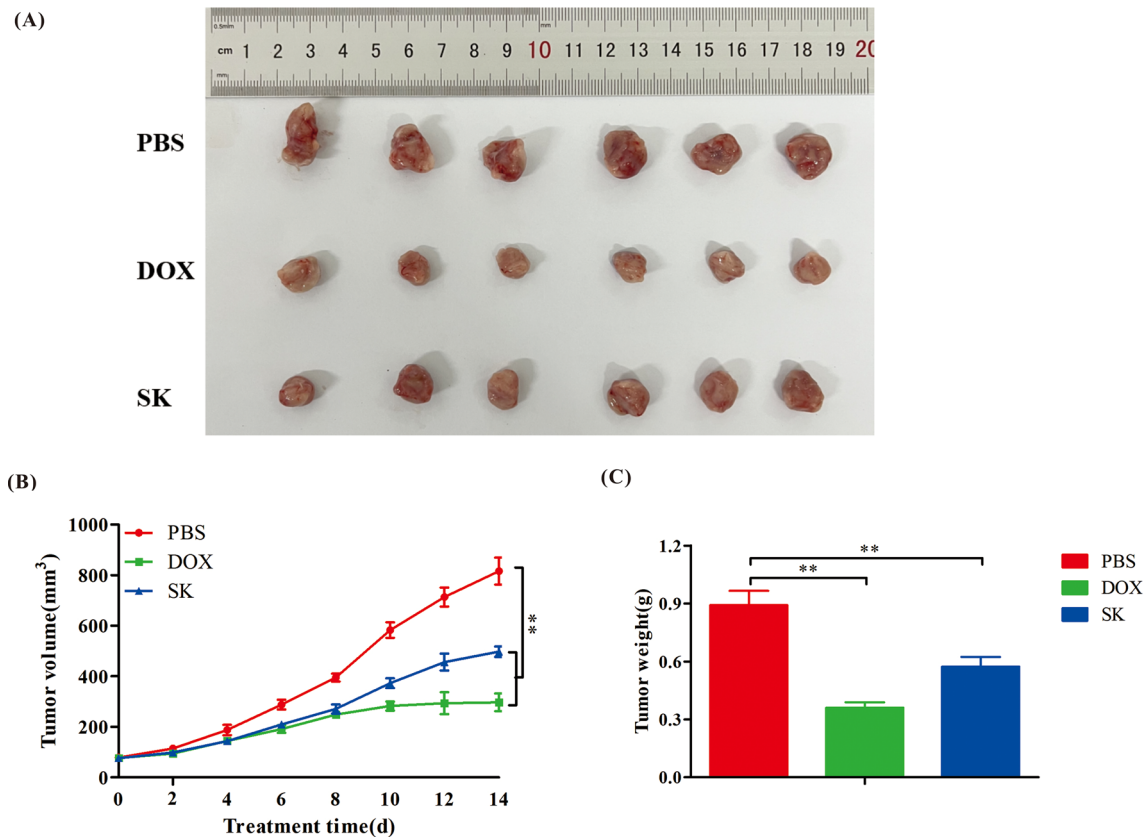 (A)
0.5mm
mm
cm 1 2 3 4 5 6 7 8 9 10 11 12 13 14 15 16 17 18 19 20
mm
PBS
DOX
SK
(B)
PBS
DOX
SK
Tumor volume(mm³)
1000
800
600
400
200
0
0 2 4 6 8 10 12 14
Treatment time(d)
**
(C)
Tumor weight(g)
1.2
0.9
0.6
0.3
0.0
**
**
PBS
DOX
SK